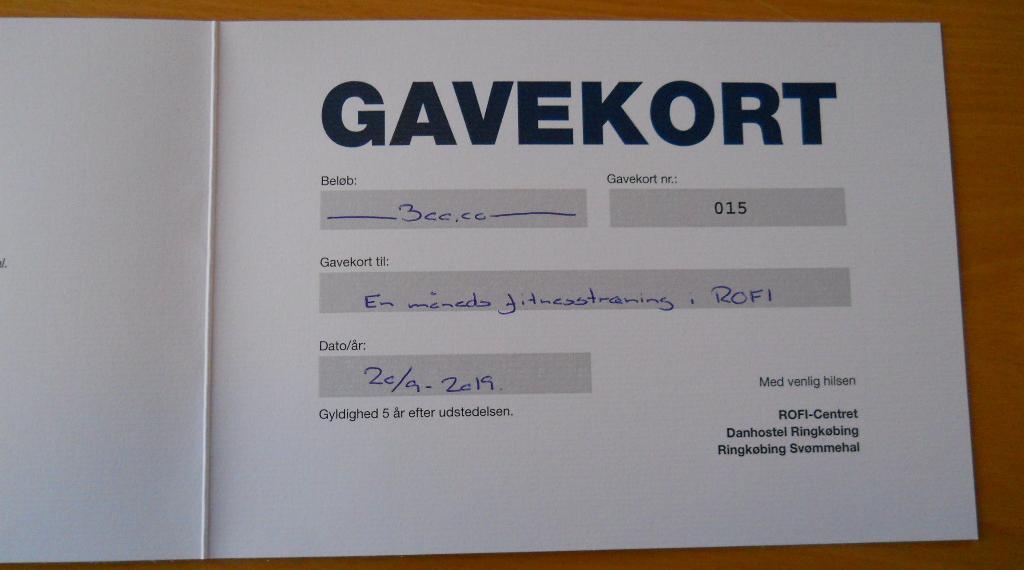 GAVEKORT
Beløb:
Gavekort nr.:
300.00
015
Gavekort til:
En måneds fitnesstræning i ROFI
Dato/år:
20/9-2019.
Gyldighed 5 år efter udstedelsen.
Med venlig hilsen
ROFI-Centret
Danhostel Ringkøbing
Ringkøbing Svømmehal